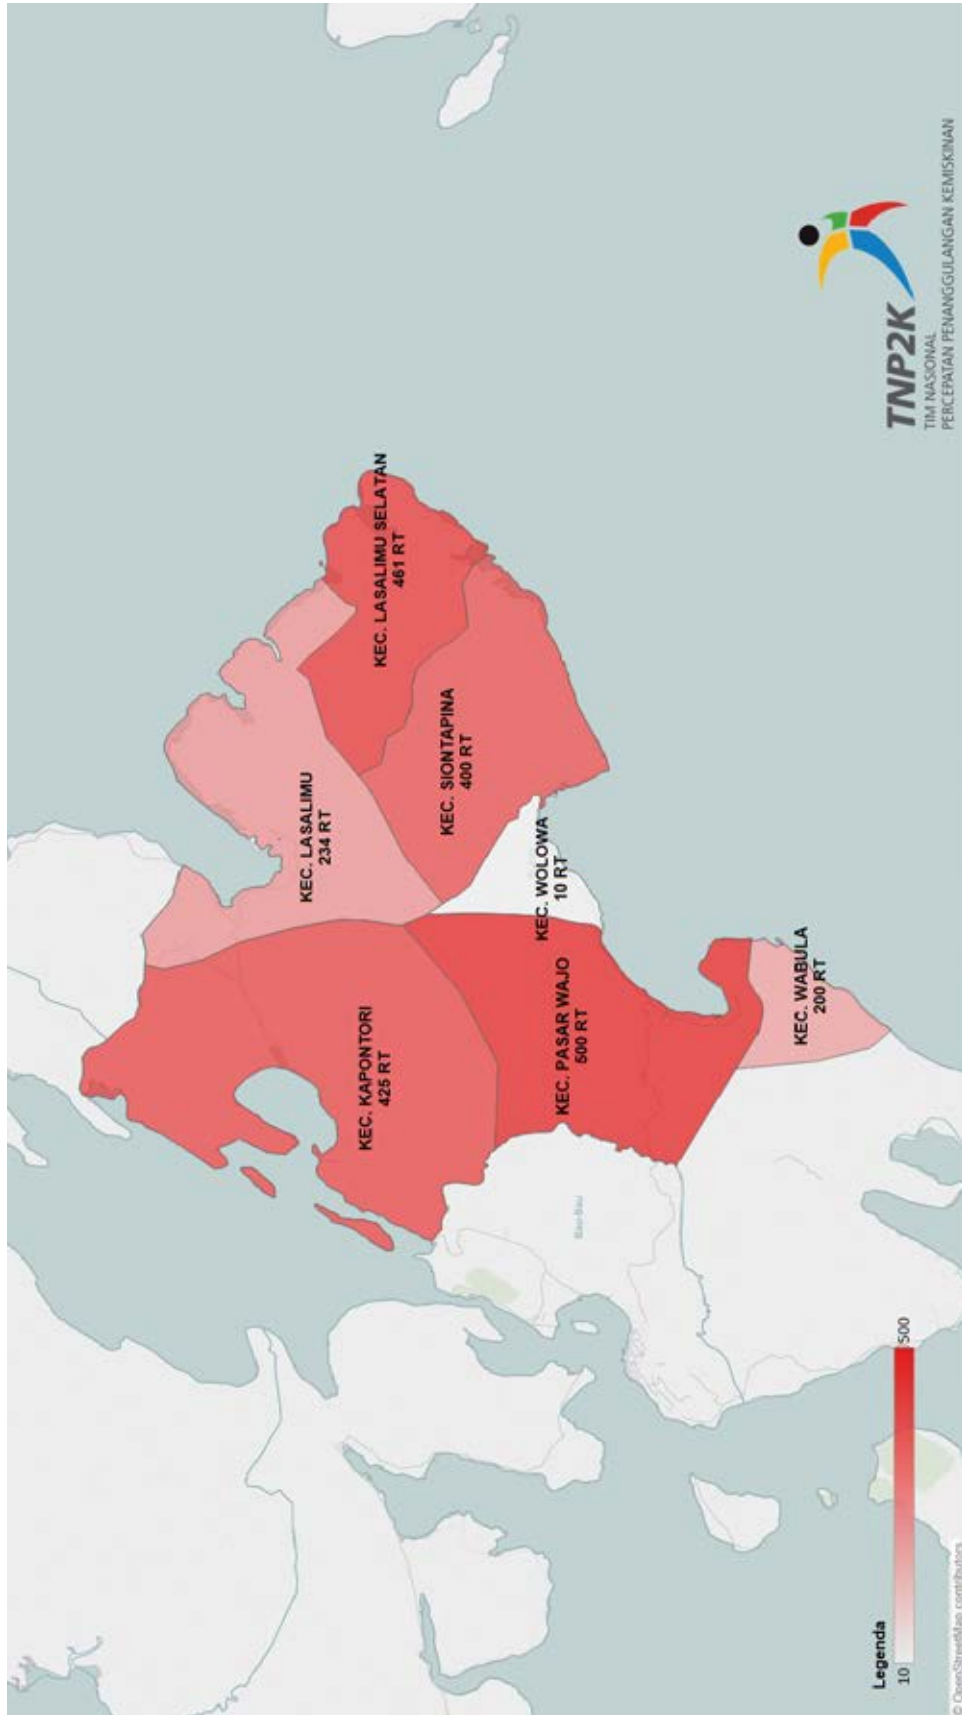 KEC. LASALIMU SELATAN
461 RT
KEC. LASALIMU
234 RT
KEC. SIONTAPINA
400 RT
KEC. KAPONTORI
425 RT
KEC. WOLOWA
10 RT
KEC. PASAR WAJO
500 RT
KEC. WABULA
200 RT
Bau-Bau
Legenda
10
500
TNP2K
TIM NASIONAL
PERCEPATAN PENANGGULANGAN KEMISKINAN
© OpenStreetMap contributors